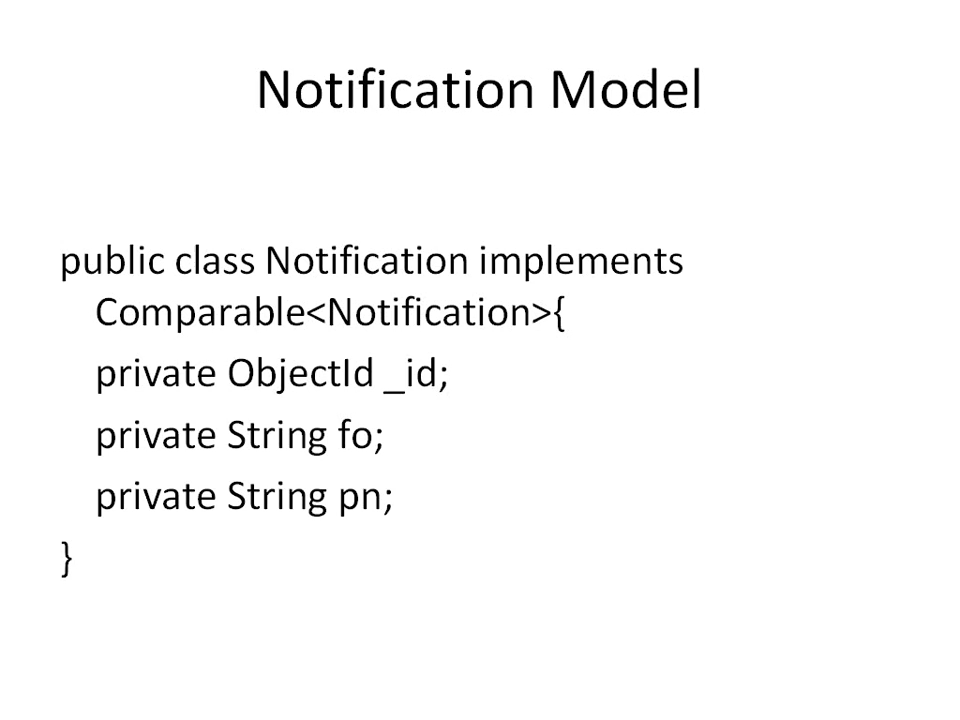 Notification Model
public class Notification implements
Comparable<Notification>{
private ObjectId _id;
private String fo;
private String pn;
}